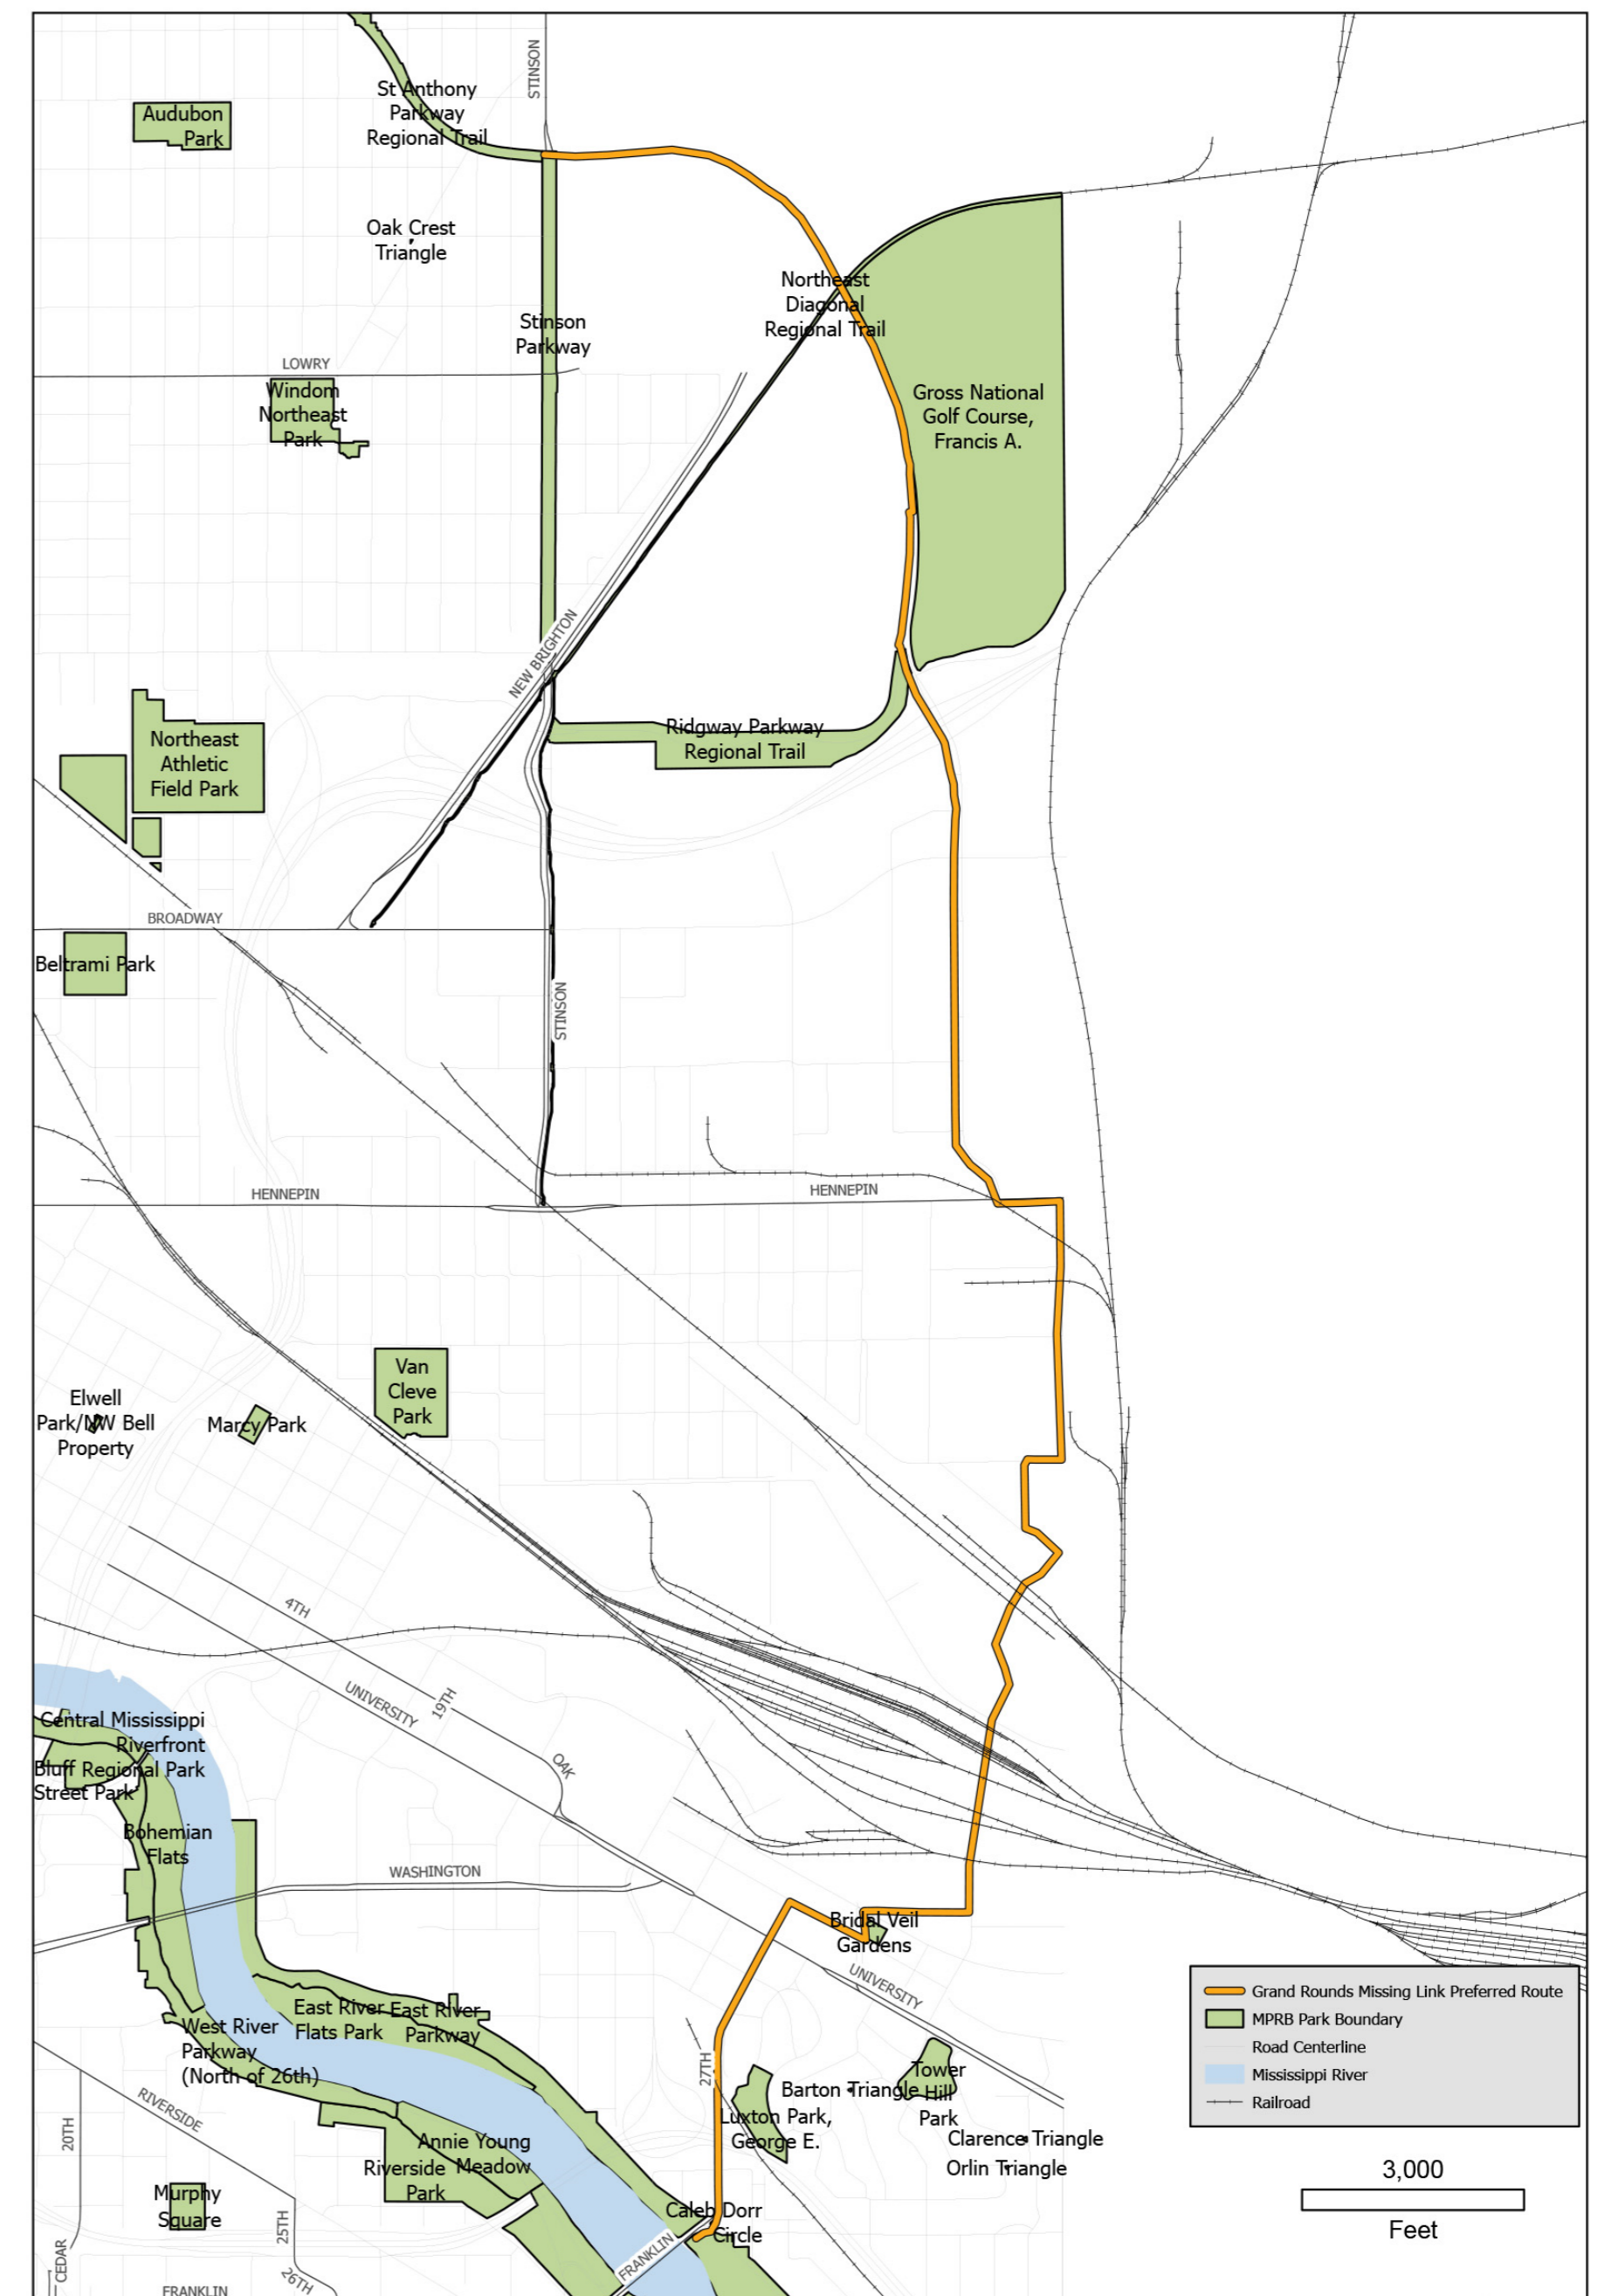 STINSON
St Anthony
Parkway
Regional Trail
Audubon
Park
Oak Crest
Triangle
Northeast
Diagonal
Regional Trail
Stinson
Parkway
LOWRY
Windom
Northeast
Park
Gross National
Golf Course,
Francis A.
NEW BRIGHTON
Ridgway Parkway
Regional Trail
Northeast
Athletic
Field Park
BROADWAY
Beltrami Park
STINSON
HENNEPIN
HENNEPIN
Van
Cleve
Park
Elwell
Park/NW Bell
Property
Marcy Park
4TH
UNIVERSITY
19TH
OAK
Central Mississippi
Riverfront
Regional Park
Bluff
Street Park
Bohemian
Flats
WASHINGTON
Bridal Veil
Gardens
UNIVERSITY
East River
Flats Park
East River
Parkway
West River
Parkway
(North of 26th)
27TH
Tower
Hill
Park
Barton Triangle
Luxton Park,
George E.
Clarence Triangle
Orlin Triangle
RIVERSIDE
20TH
Annie Young
Meadow
Riverside
Park
Murphy
Square
25TH
Caleb Dorr
Circle
FRANKLIN
CEDAR
26TH
FRANKLIN
Grand Rounds Missing Link Preferred Route
MPRB Park Boundary
Road Centerline
Mississippi River
Railroad
3,000
Feet